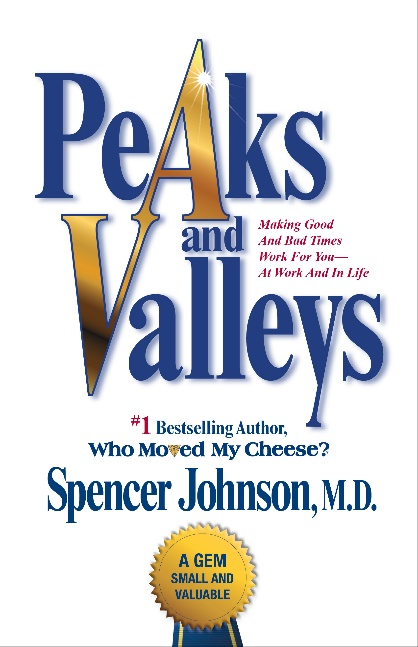 PeAks
and
Valleys
Making Good
And Bad Times
Work For You—
At Work And In Life
#1 Bestselling Author,
Who Moved My Cheese?
Spencer Johnson, M.D.
A GEM
SMALL AND
VALUABLE